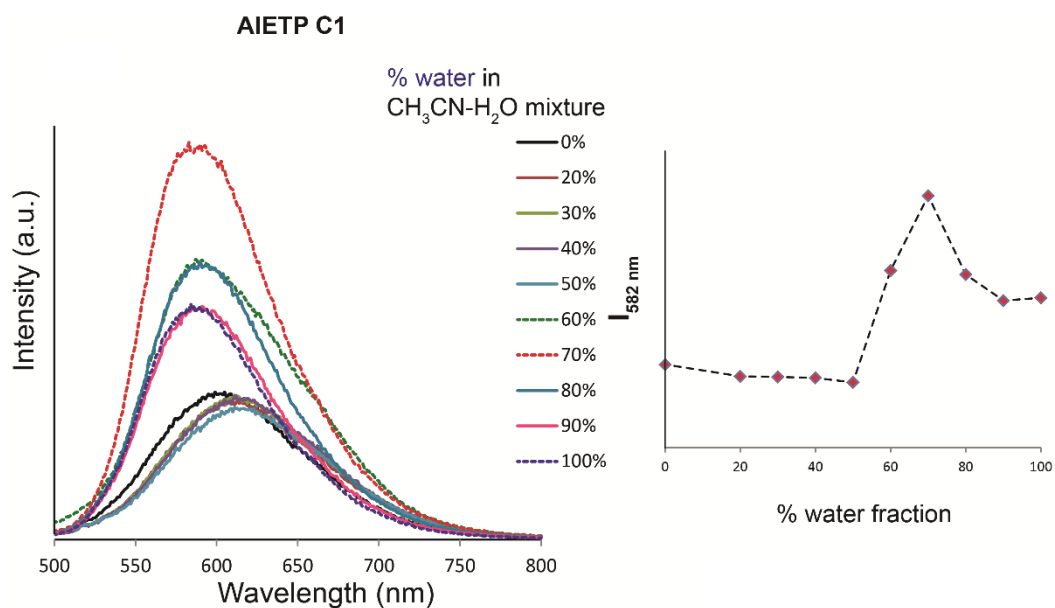 AIETP C1
% water in
CH₃CN-H₂O mixture
0%
20%
30%
40%
50%
60%
70%
80%
90%
100%
Intensity (a.u.)
500 550 600 650 700 750 800
Wavelength (nm)
I582 nm
0 20 40 60 80 100
% water fraction